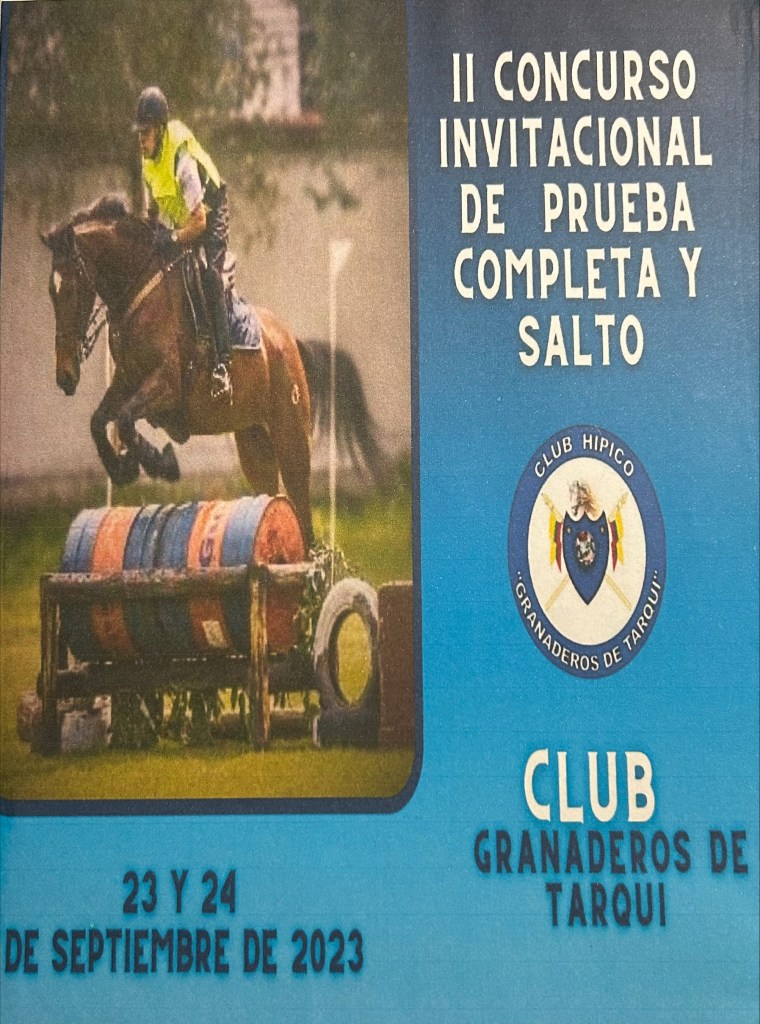 II CONCURSO
INVITACIONAL
DE PRUEBA
COMPLETA Y
SALTO
CLUB HIPICO
"GRANADEROS DE TARQUI"
CLUB
GRANADEROS DE
TARQUI
23 Y 24
DE SEPTIEMBRE DE 2023